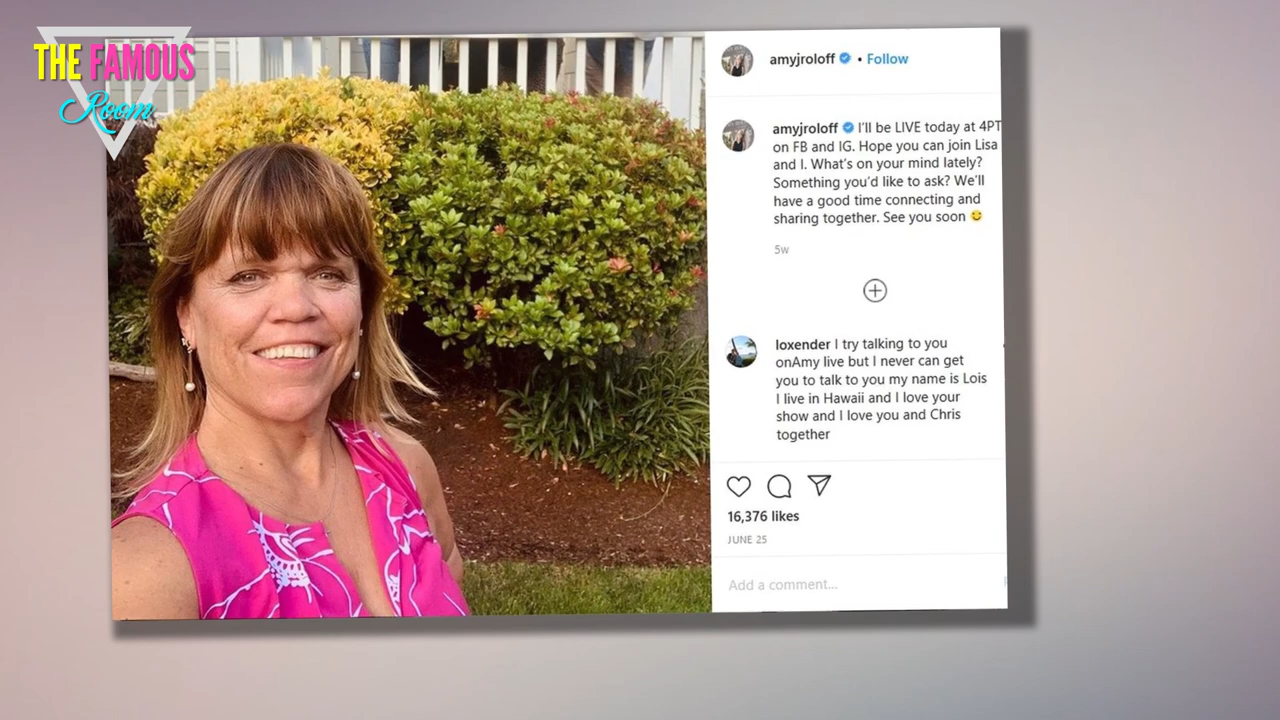 THE FAMOUS
Room
amyjroloff • Follow
amyjroloff I'll be LIVE today at 4PT
on FB and IG. Hope you can join Lisa
and I. What's on your mind lately?
Something you'd like to ask? We'll
have a good time connecting and
sharing together. See you soon 😊
5w
loxender I try talking to you
onAmy live but I never can get
you to talk to you my name is Lois
I live in Hawaii and I love your
show and I love you and Chris
together
16,376 likes
JUNE 25
Add a comment...